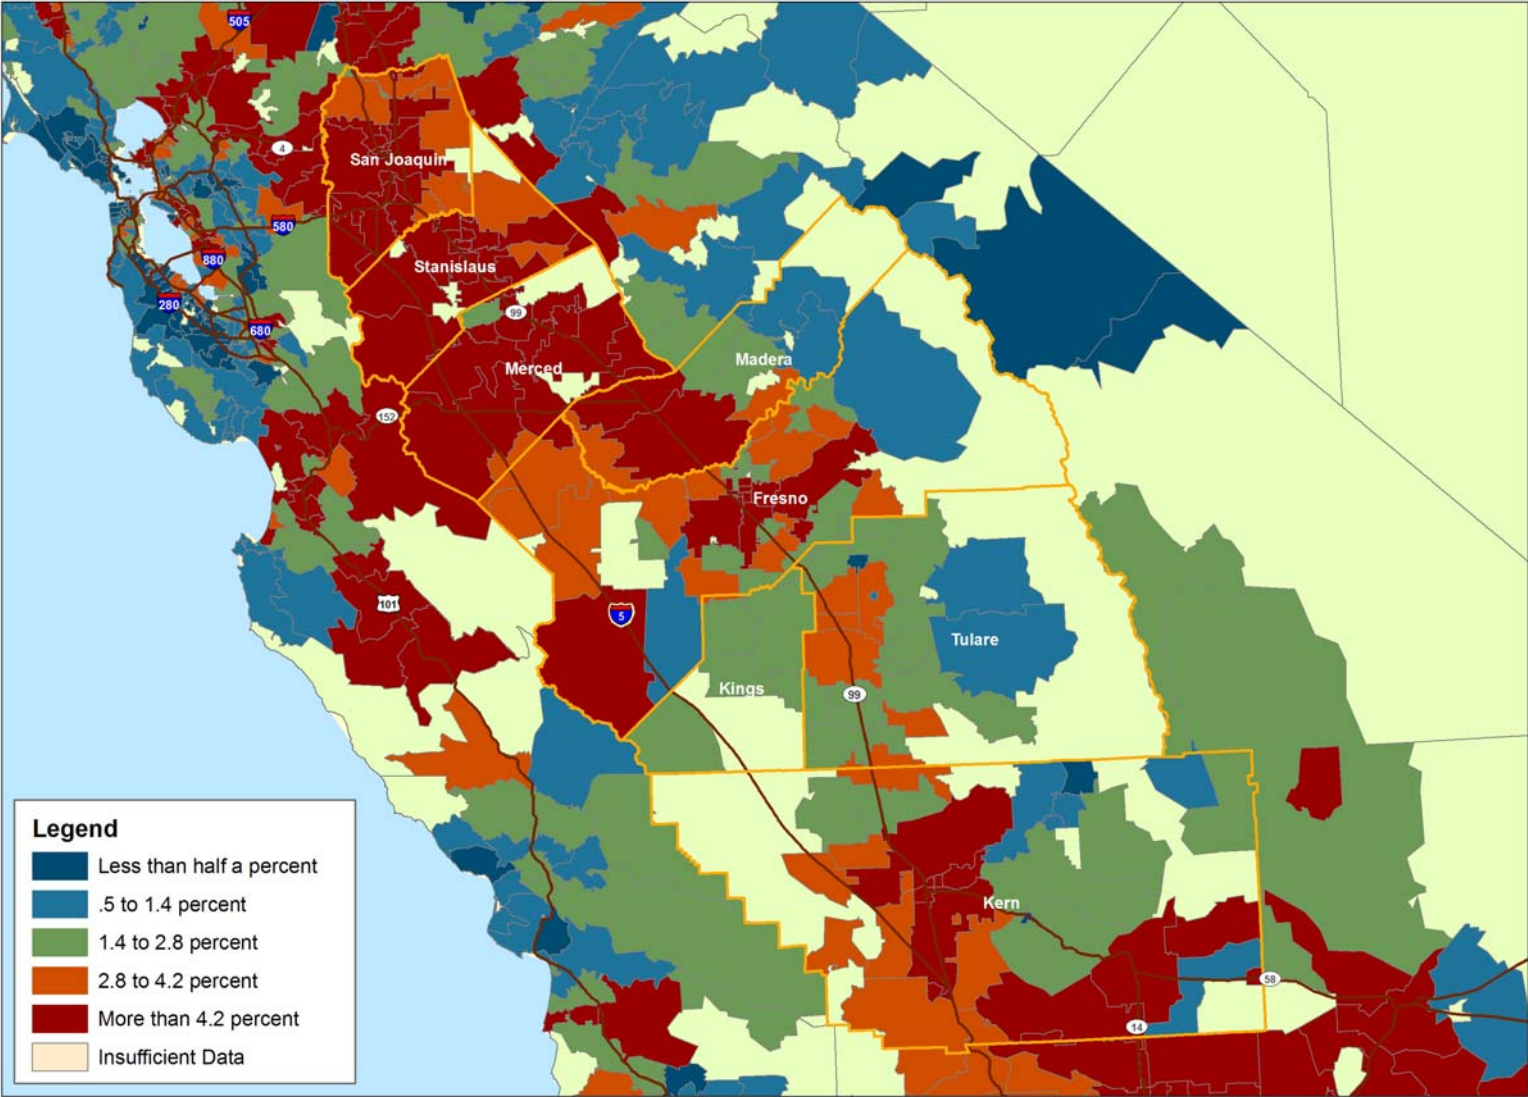 505
4
San Joaquin
580
880
Stanislaus
280
99
680
Madera
Merced
152
Fresno
101
5
Tulare
Kings
99
Legend
Less than half a percent
.5 to 1.4 percent
1.4 to 2.8 percent
2.8 to 4.2 percent
More than 4.2 percent
Insufficient Data
Kern
58
14